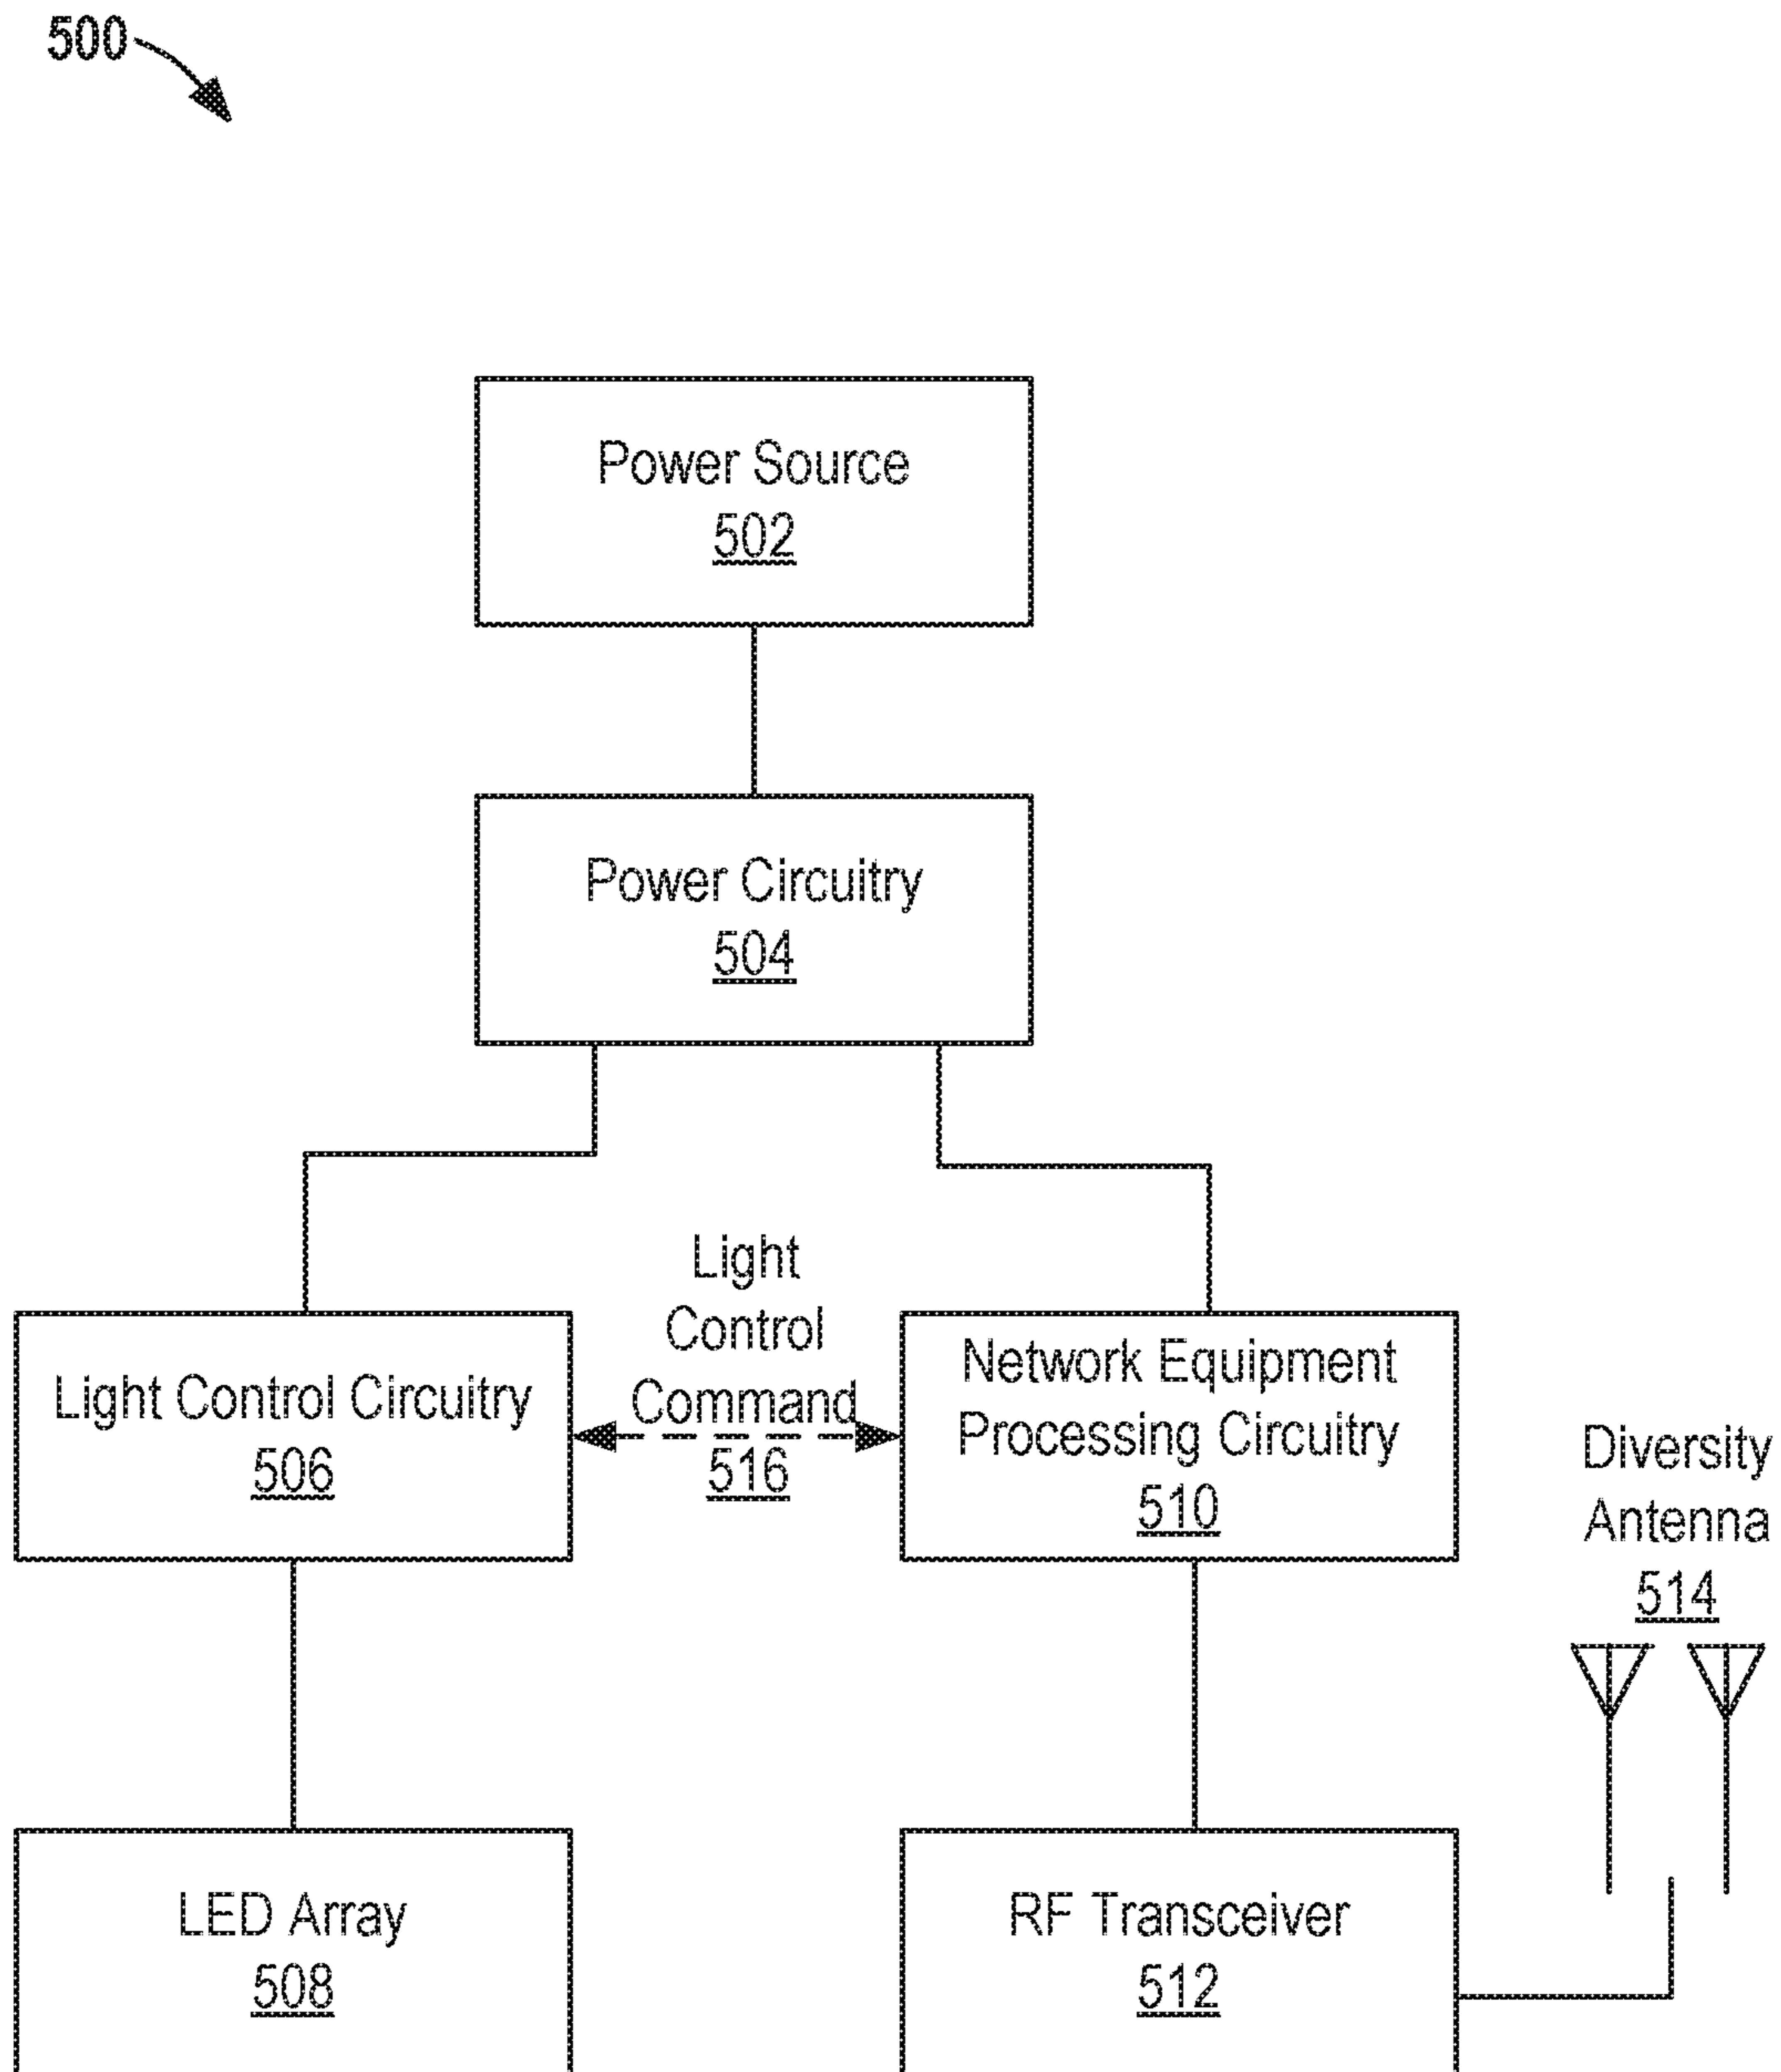 500
Power Source
502
Power Circuitry
504
Light
Control
Command
516
Light Control Circuitry
506
Network Equipment
Processing Circuitry
510
Diversity
Antenna
514
LED Array
508
RF Transceiver
512